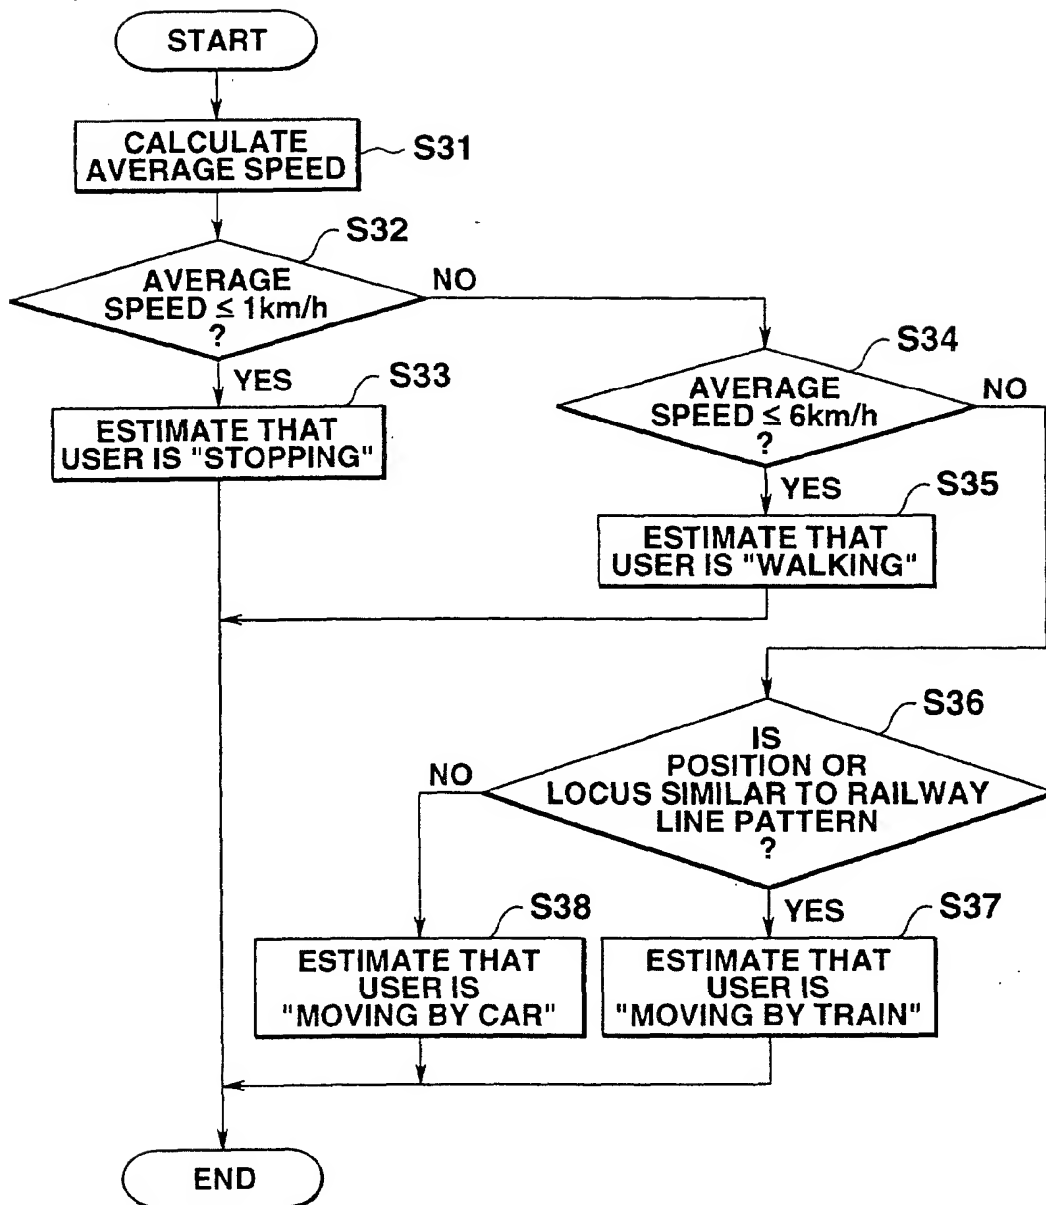 START
CALCULATE
AVERAGE SPEED
S31
S32
AVERAGE
SPEED ≤ 1km/h
?
NO
YES
S33
ESTIMATE THAT
USER IS "STOPPING"
S34
AVERAGE
SPEED ≤ 6km/h
?
NO
YES
S35
ESTIMATE THAT
USER IS "WALKING"
S36
IS
POSITION OR
LOCUS SIMILAR TO RAILWAY
LINE PATTERN
?
NO
YES
S38
ESTIMATE THAT
USER IS
"MOVING BY CAR"
S37
ESTIMATE THAT
USER IS
"MOVING BY TRAIN"
END